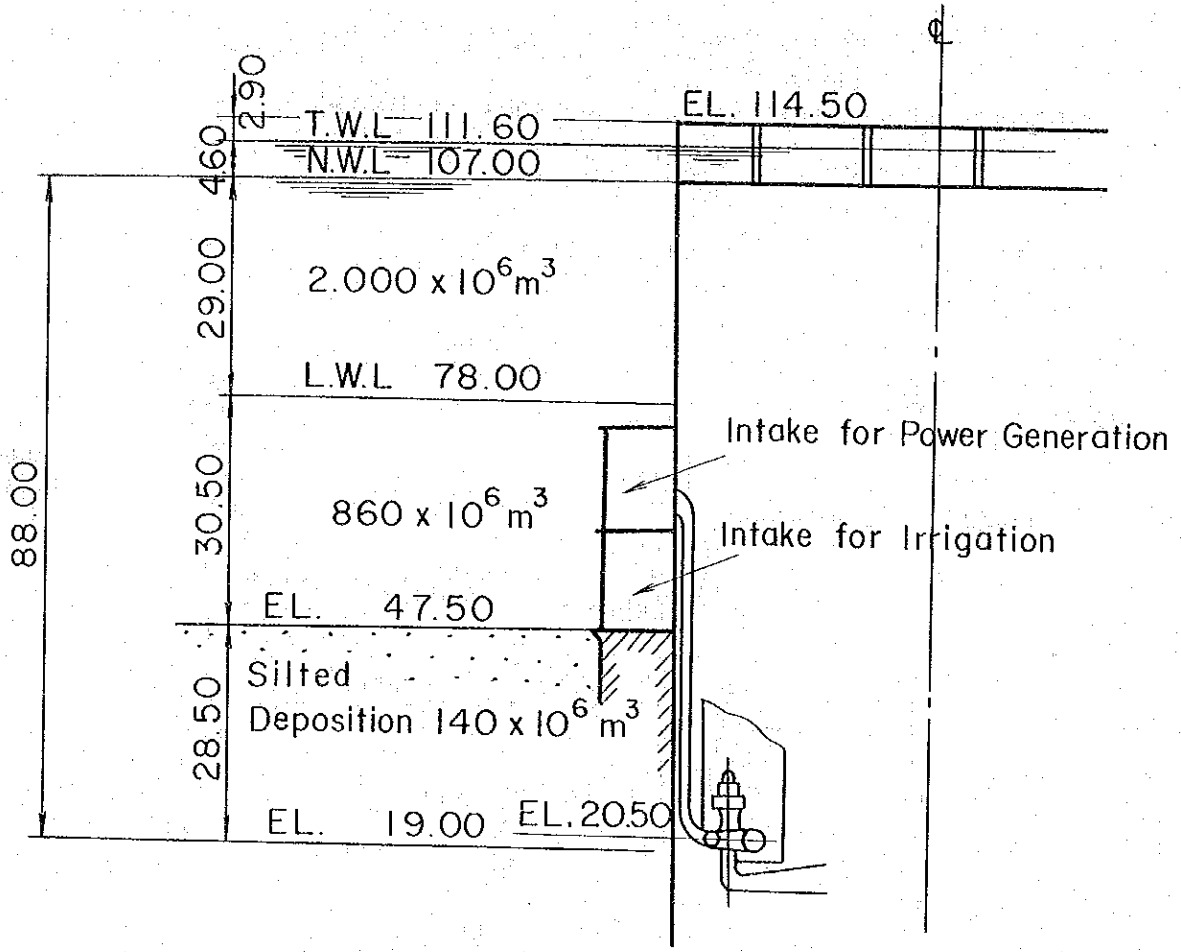 ℄
2.90
EL. 114.50
T.W.L 111.60
4.60
N.W.L 107.00
29.00
2.000 x 10⁶m³
L.W.L 78.00
Intake for Power Generation
88.00
30.50
860 x 10⁶m³
Intake for Irrigation
EL. 47.50
Silted
28.50
Deposition 140 x 10⁶m³
EL. 19.00
EL. 20.50